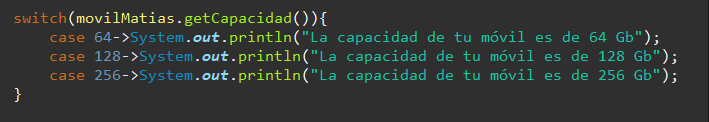 switch(movilMatias.getCapacidad()){
    case 64->System.out.println("La capacidad de tu móvil es de 64 Gb");
    case 128->System.out.println("La capacidad de tu móvil es de 128 Gb");
    case 256->System.out.println("La capacidad de tu móvil es de 256 Gb");
}